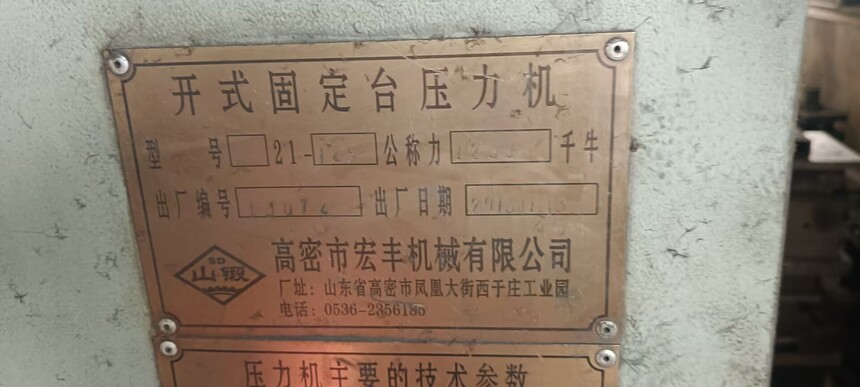 开式固定台压力机
型号 21-125 公称力 千牛
出厂编号 出厂日期
SD
山锻
高密市宏丰机械有限公司
厂址：山东省高密市凤凰大街西于庄工业园
电话：0536-2356185
压力机主要的技术参数